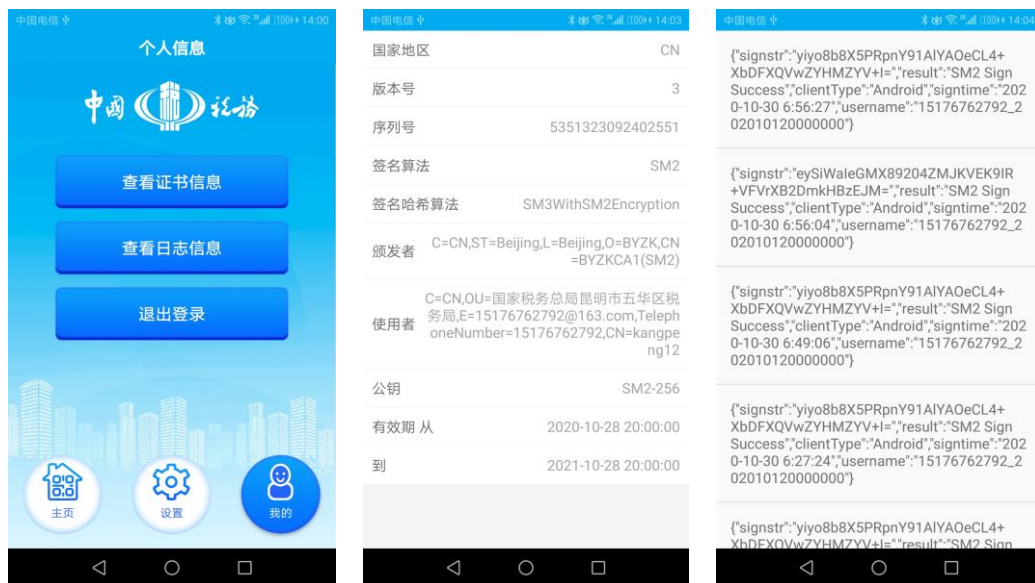 中国电信 14:00
个人信息
中国税务
查看证书信息
查看日志信息
退出登录
主页
设置
我的
中国电信 14:03
国家地区 CN
版本号 3
序列号 5351323092402551
签名算法 SM2
签名哈希算法 SM3WithSM2Encryption
颁发者 C=CN,ST=Beijing,L=Beijing,O=BYZK,CN
=BYZKCA1(SM2)
C=CN,OU=国家税务总局昆明市五华区税
使用者 务局,E=15176762792@163.com,Teleph
oneNumber=15176762792,CN=kangpe
ng12
公钥 SM2-256
有效期 从 2020-10-28 20:00:00
到 2021-10-28 20:00:00
14:04
{"signstr":"yiyo8b8X5PRpnY91AlYAOeCL4+
XbDFXQVwZYHMZYV+I=","result":"SM2 Sign
Success","clientType":"Android","signtime":"202
0-10-30 6:56:27","username":"15176762792_2
02010120000000"}
{"signstr":"eySiWaleGMX89204ZMJKVEK9IR
+VFVrXB2DmkHBzEJM=","result":"SM2 Sign
Success","clientType":"Android","signtime":"202
0-10-30 6:56:04","username":"15176762792_2
02010120000000"}
{"signstr":"yiyo8b8X5PRpnY91AlYAOeCL4+
XbDFXQVwZYHMZYV+I=","result":"SM2 Sign
Success","clientType":"Android","signtime":"202
0-10-30 6:49:06","username":"15176762792_2
02010120000000"}
{"signstr":"yiyo8b8X5PRpnY91AlYAOeCL4+
XbDFXQVwZYHMZYV+I=","result":"SM2 Sign
Success","clientType":"Android","signtime":"202
0-10-30 6:27:24","username":"15176762792_2
02010120000000"}
{"signstr":"yiyo8b8X5PRpnY91AlYAOeCL4+
XbDFXQVwZYHMZYV+I=","result":"SM2 Sign